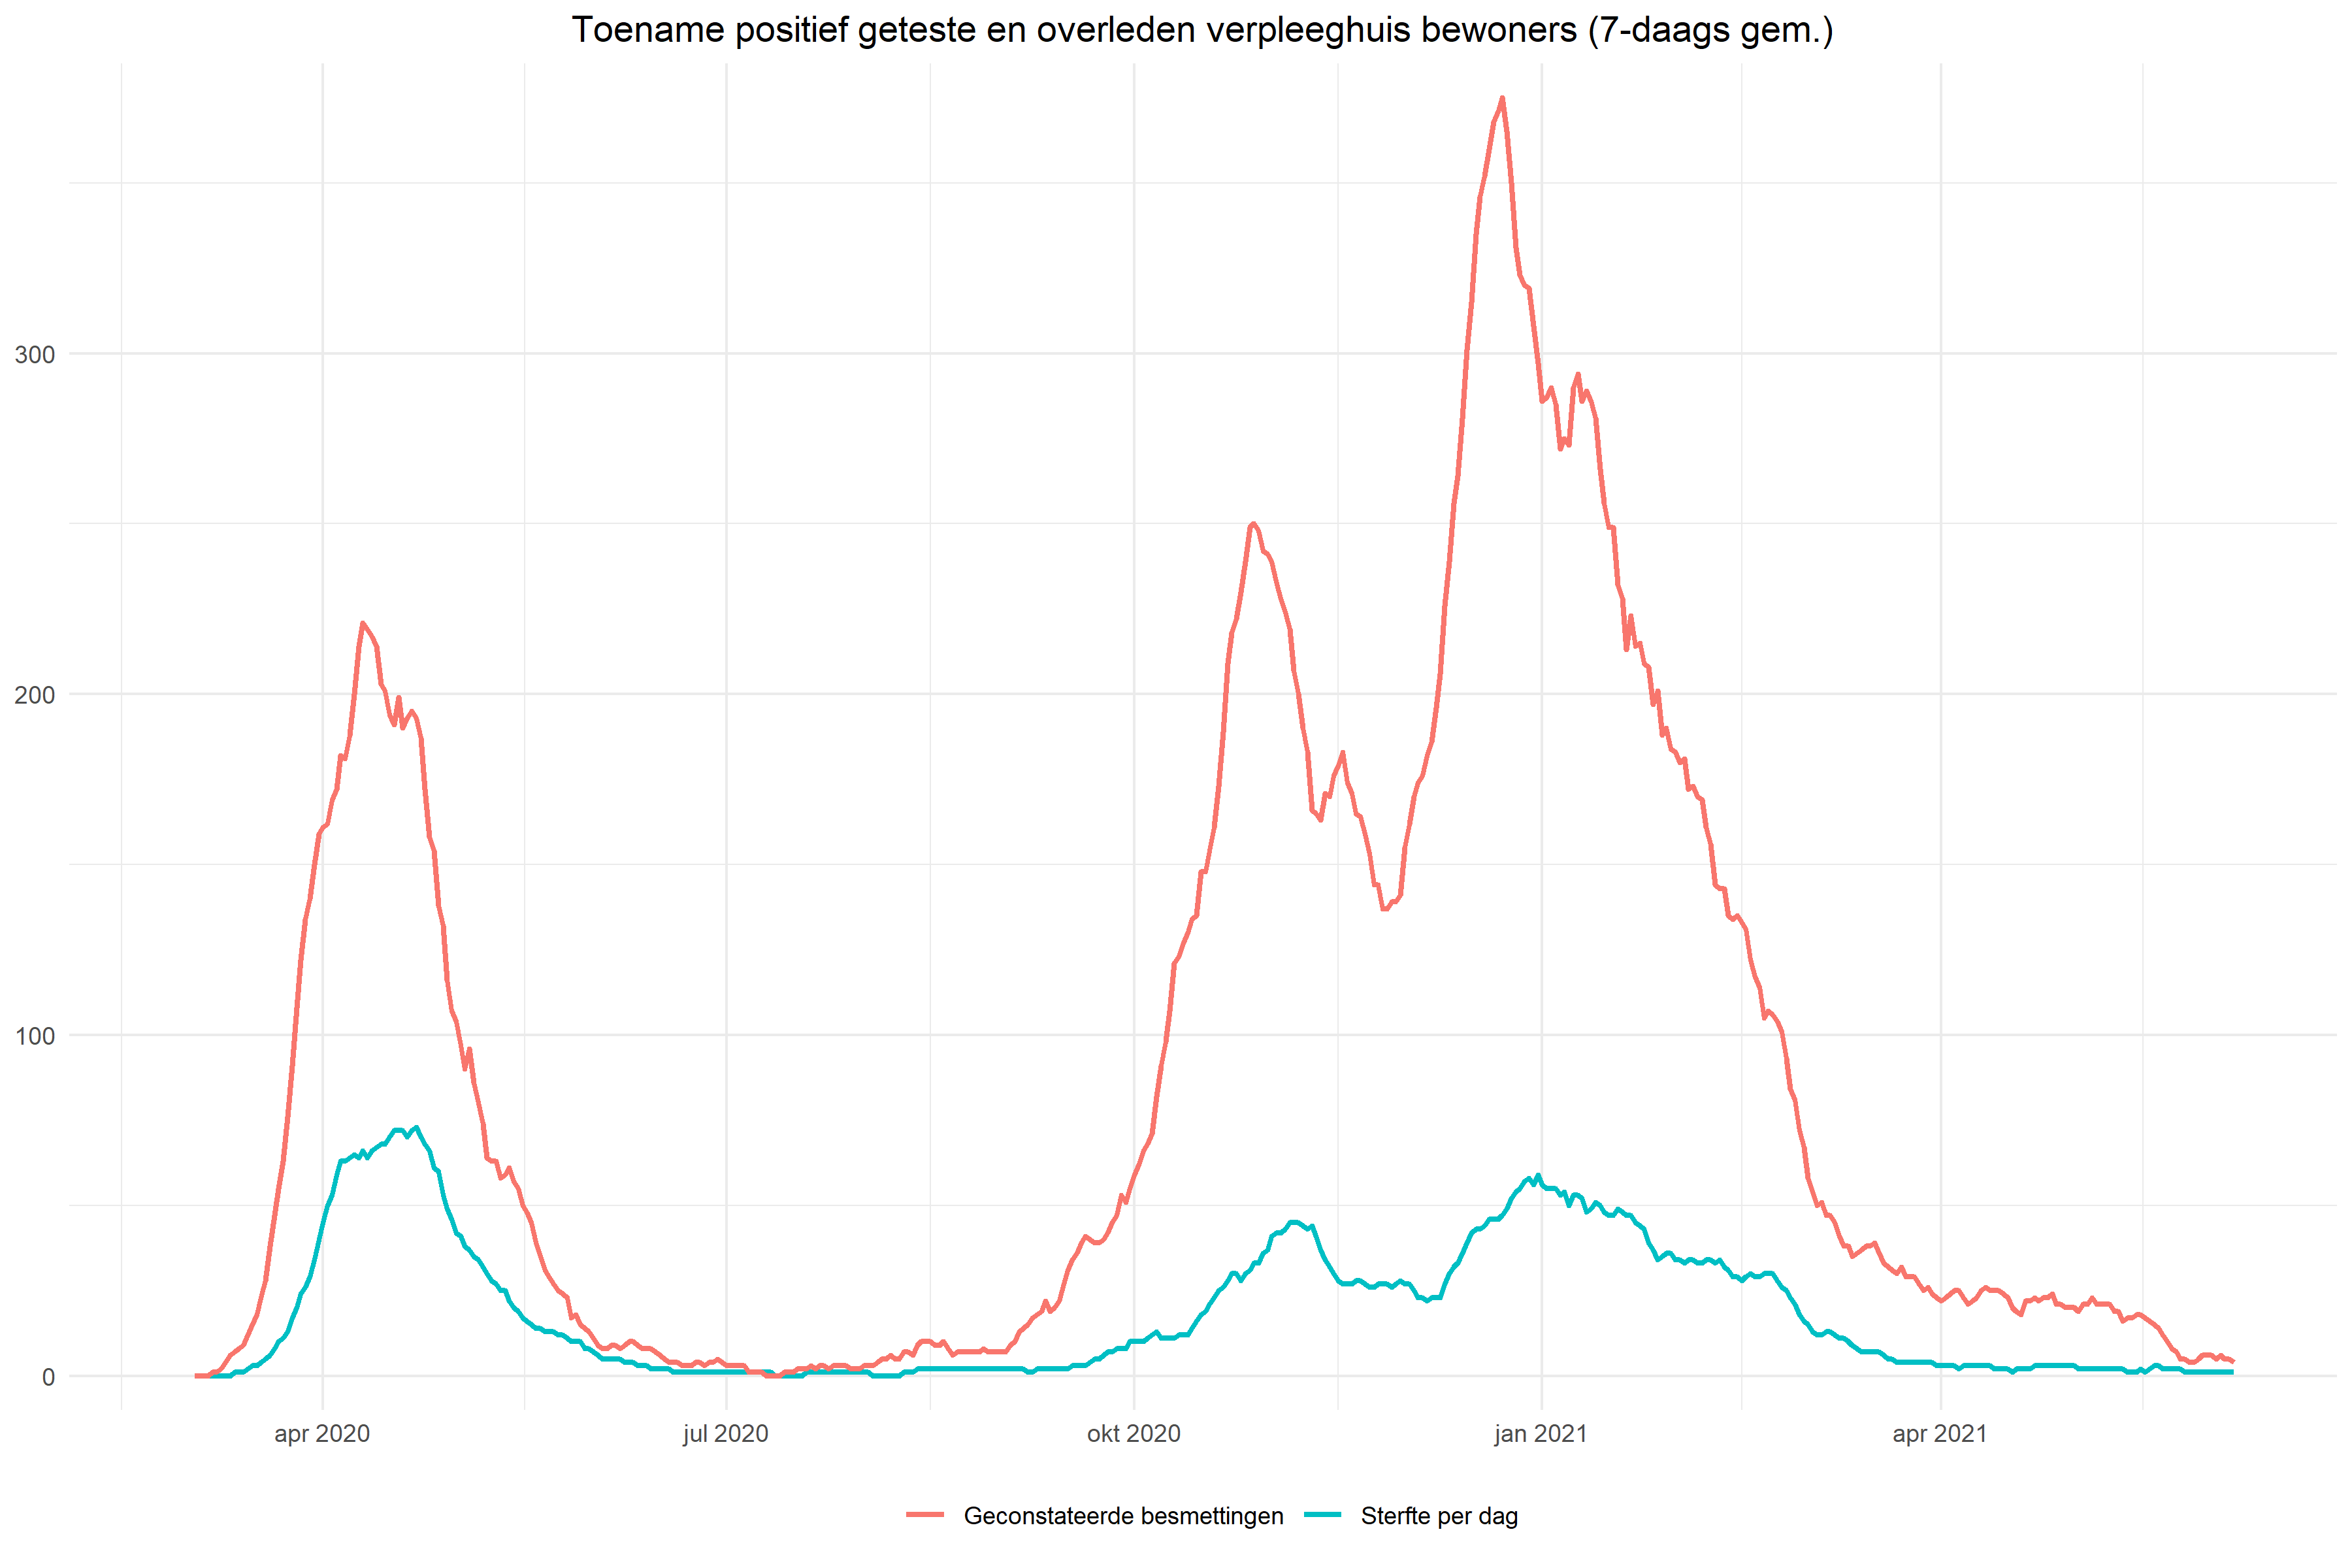 Toename positief geteste en overleden verpleeghuis bewoners (7-daags gem.)
300
200
100
0
apr 2020
jul 2020
okt 2020
jan 2021
apr 2021
Geconstateerde besmettingen
Sterfte per dag